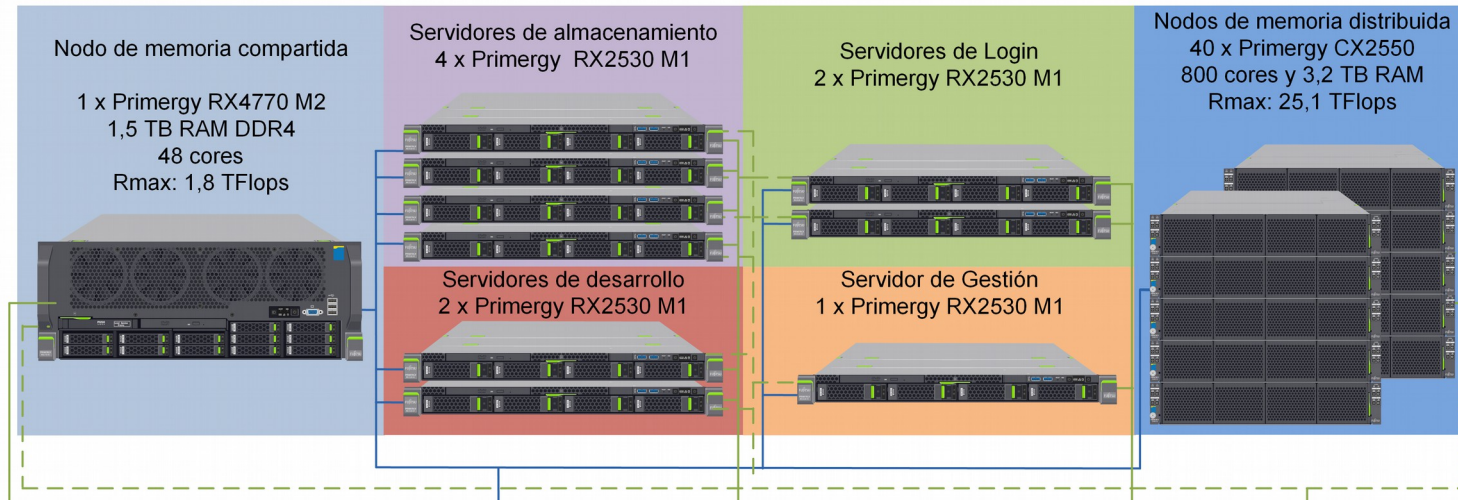 Nodo de memoria compartida
1 x Primergy RX4770 M2
1,5 TB RAM DDR4
48 cores
Rmax: 1,8 TFlops
Servidores de almacenamiento
4 x Primergy RX2530 M1
Servidores de Login
2 x Primergy RX2530 M1
Nodos de memoria distribuida
40 x Primergy CX2550
800 cores y 3,2 TB RAM
Rmax: 25,1 TFlops
Servidores de desarrollo
2 x Primergy RX2530 M1
Servidor de Gestión
1 x Primergy RX2530 M1